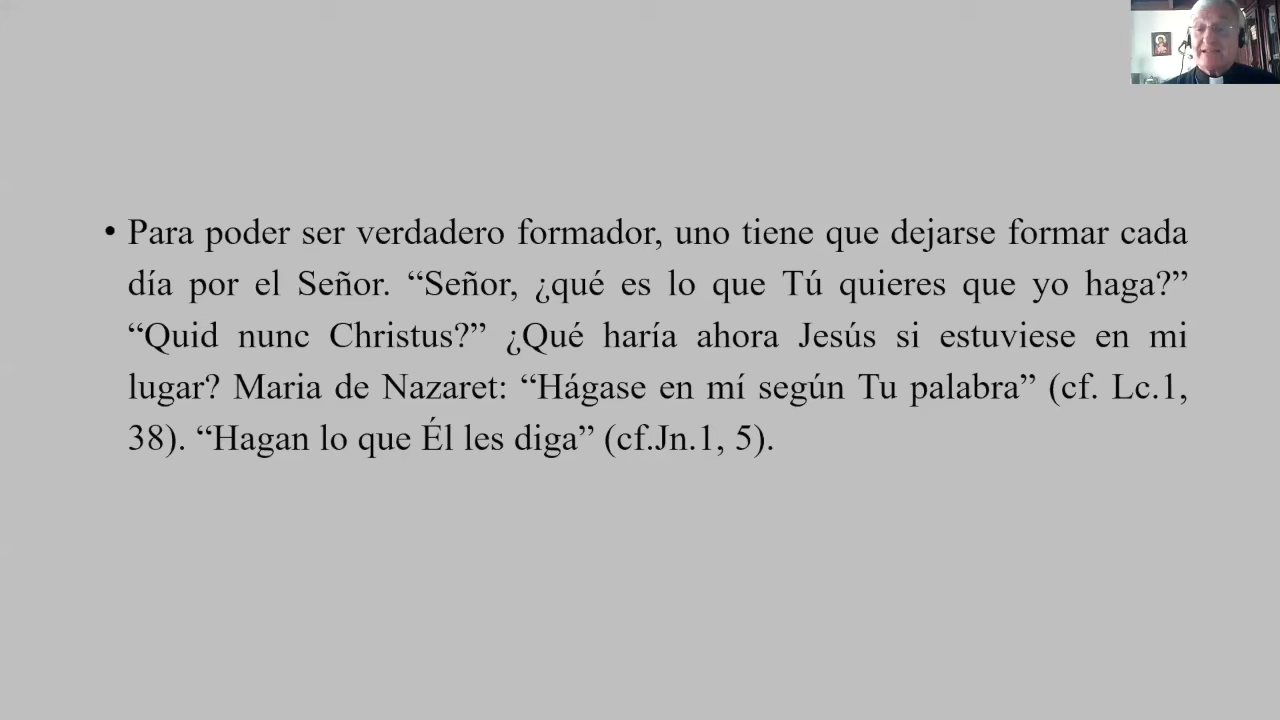 • Para poder ser verdadero formador, uno tiene que dejarse formar cada
día por el Señor. “Señor, ¿qué es lo que Tú quieres que yo haga?”
“Quid nunc Christus?” ¿Qué haría ahora Jesús si estuviese en mi
lugar? Maria de Nazaret: “Hágase en mí según Tu palabra” (cf. Lc.1,
38). “Hagan lo que Él les diga” (cf.Jn.1, 5).